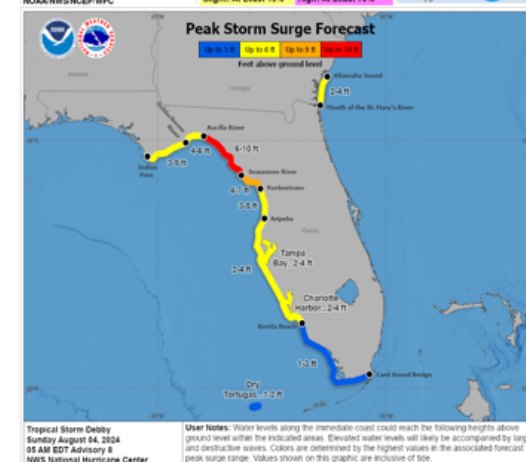 NOAA/NWS/NCEP/WPC
Peak Storm Surge Forecast
Up to 3 ft Up to 6 ft Up to 9 ft
Feet above ground level
Altamaha Sound
2-4 ft
Mouth of the St. Mary's River
Georgia
Ochlockonee River
Aucilla River
4-6 ft
6-10 ft
3-5 ft
Indian Pass
Suwannee River
4-7 ft
Yankeetown
3-5 ft
Aripeka
Florida
Tampa
Bay...2-4 ft
2-4 ft
Charlotte
Harbor...2-4 ft
Bonita Beach
1-3 ft
Card Sound Bridge
Dry
Tortugas...1-2 ft
Tropical Storm Debby
Sunday August 04, 2024
05 AM EDT Advisory 8
NWS National Hurricane Center
User Notes: Water levels along the immediate coast could reach the following heights above
ground level within the indicated areas. Elevated water levels will likely be accompanied by larg
and destructive waves. Colors are determined by the highest values in the associated forecast
peak surge range. Values shown on this graphic are inclusive of tide.